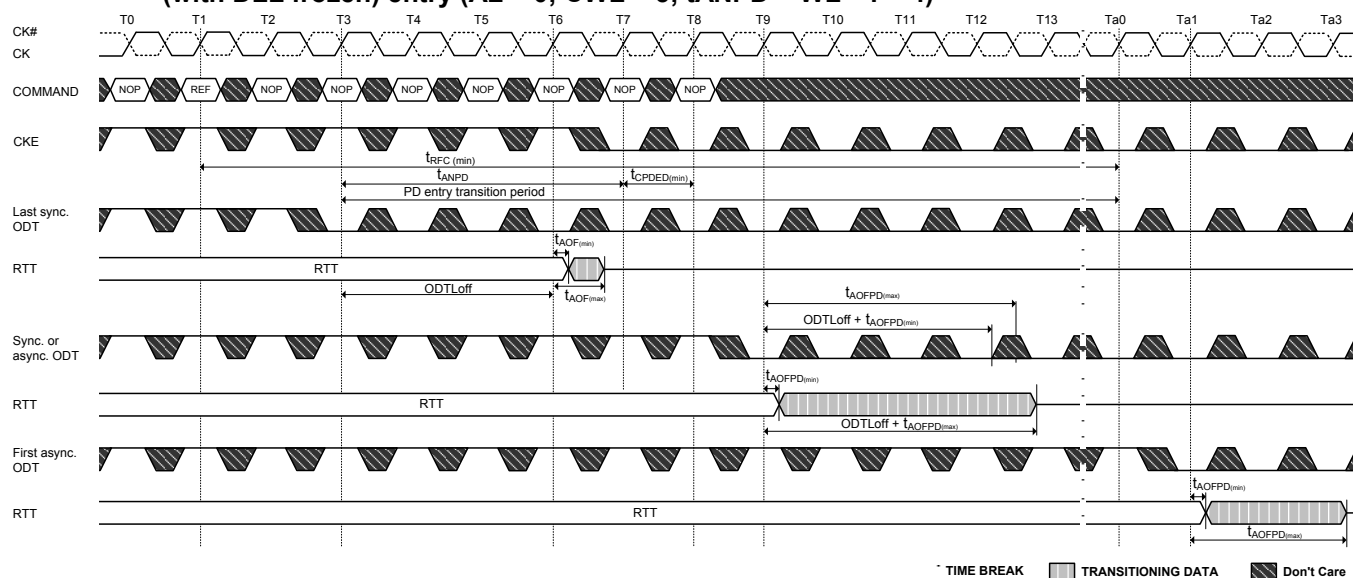 (with DLL frozen) entry (AL = 0; CWL = 5; tANPD = WL - 1 = 4)
T0 T1 T2 T3 T4 T5 T6 T7 T8 T9 T10 T11 T12 T13 Ta0 Ta1 Ta2 Ta3
CK#
CK
COMMAND NOP REF NOP NOP NOP NOP NOP NOP NOP
CKE
tRFC (min)
tANPD tCPDED(min)
PD entry transition period
Last sync.
ODT
tAOF(min)
RTT RTT
ODTLoff tAOF(max)
tAOFPD(max)
ODTLoff + tAOFPD(min)
Sync. or
async. ODT
tAOFPD(min)
RTT RTT
ODTLoff + tAOFPD(max)
First async.
ODT
tAOFPD(min)
RTT RTT
tAOFPD(max)
TIME BREAK TRANSITIONING DATA Don't Care